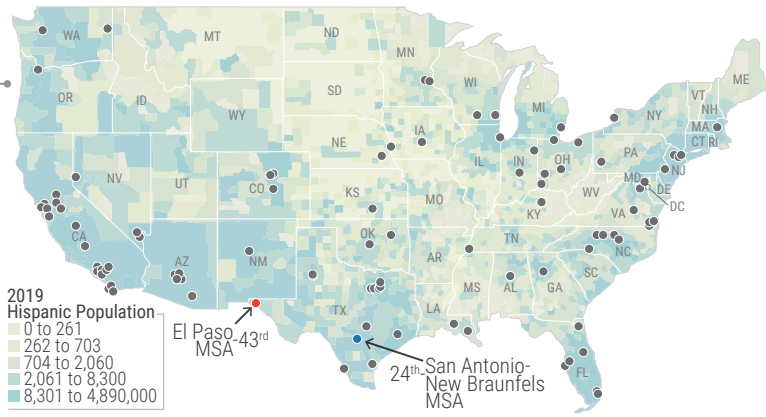 WA
MT
ND
MN
ME
OR
ID
SD
WI
MI
VT
NH
NY
MA
CT RI
WY
NE
IA
IL
IN
OH
PA
NJ
NV
UT
CO
KS
MO
KY
WV
MD
DE
DC
VA
CA
AZ
NM
OK
AR
TN
NC
SC
TX
LA
MS
AL
GA
FL
2019
Hispanic Population
0 to 261
262 to 703
704 to 2,060
2,061 to 8,300
8,301 to 4,890,000
El Paso
MSA-43rd
24th-San Antonio-
New Braunfels
MSA